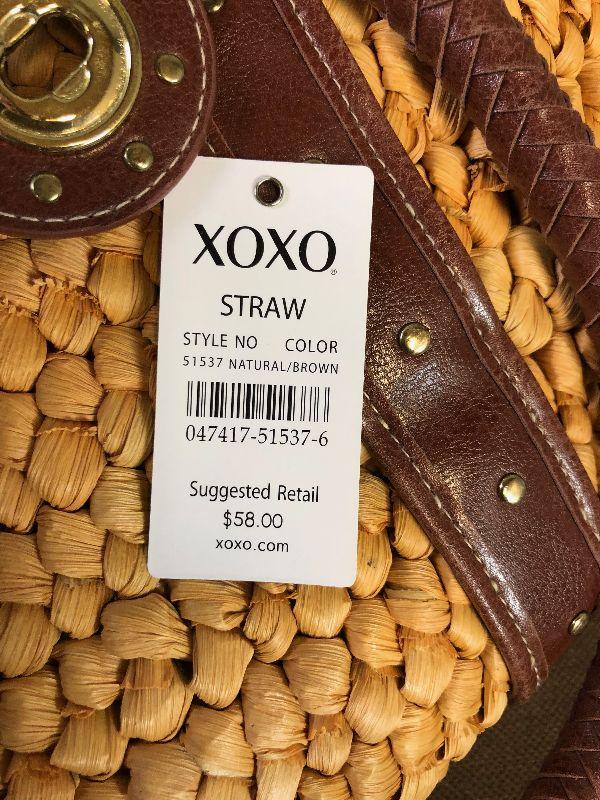 XOXO®
STRAW
STYLE NO COLOR
51537 NATURAL/BROWN
047417-51537-6
Suggested Retail
$58.00
xoxo.com